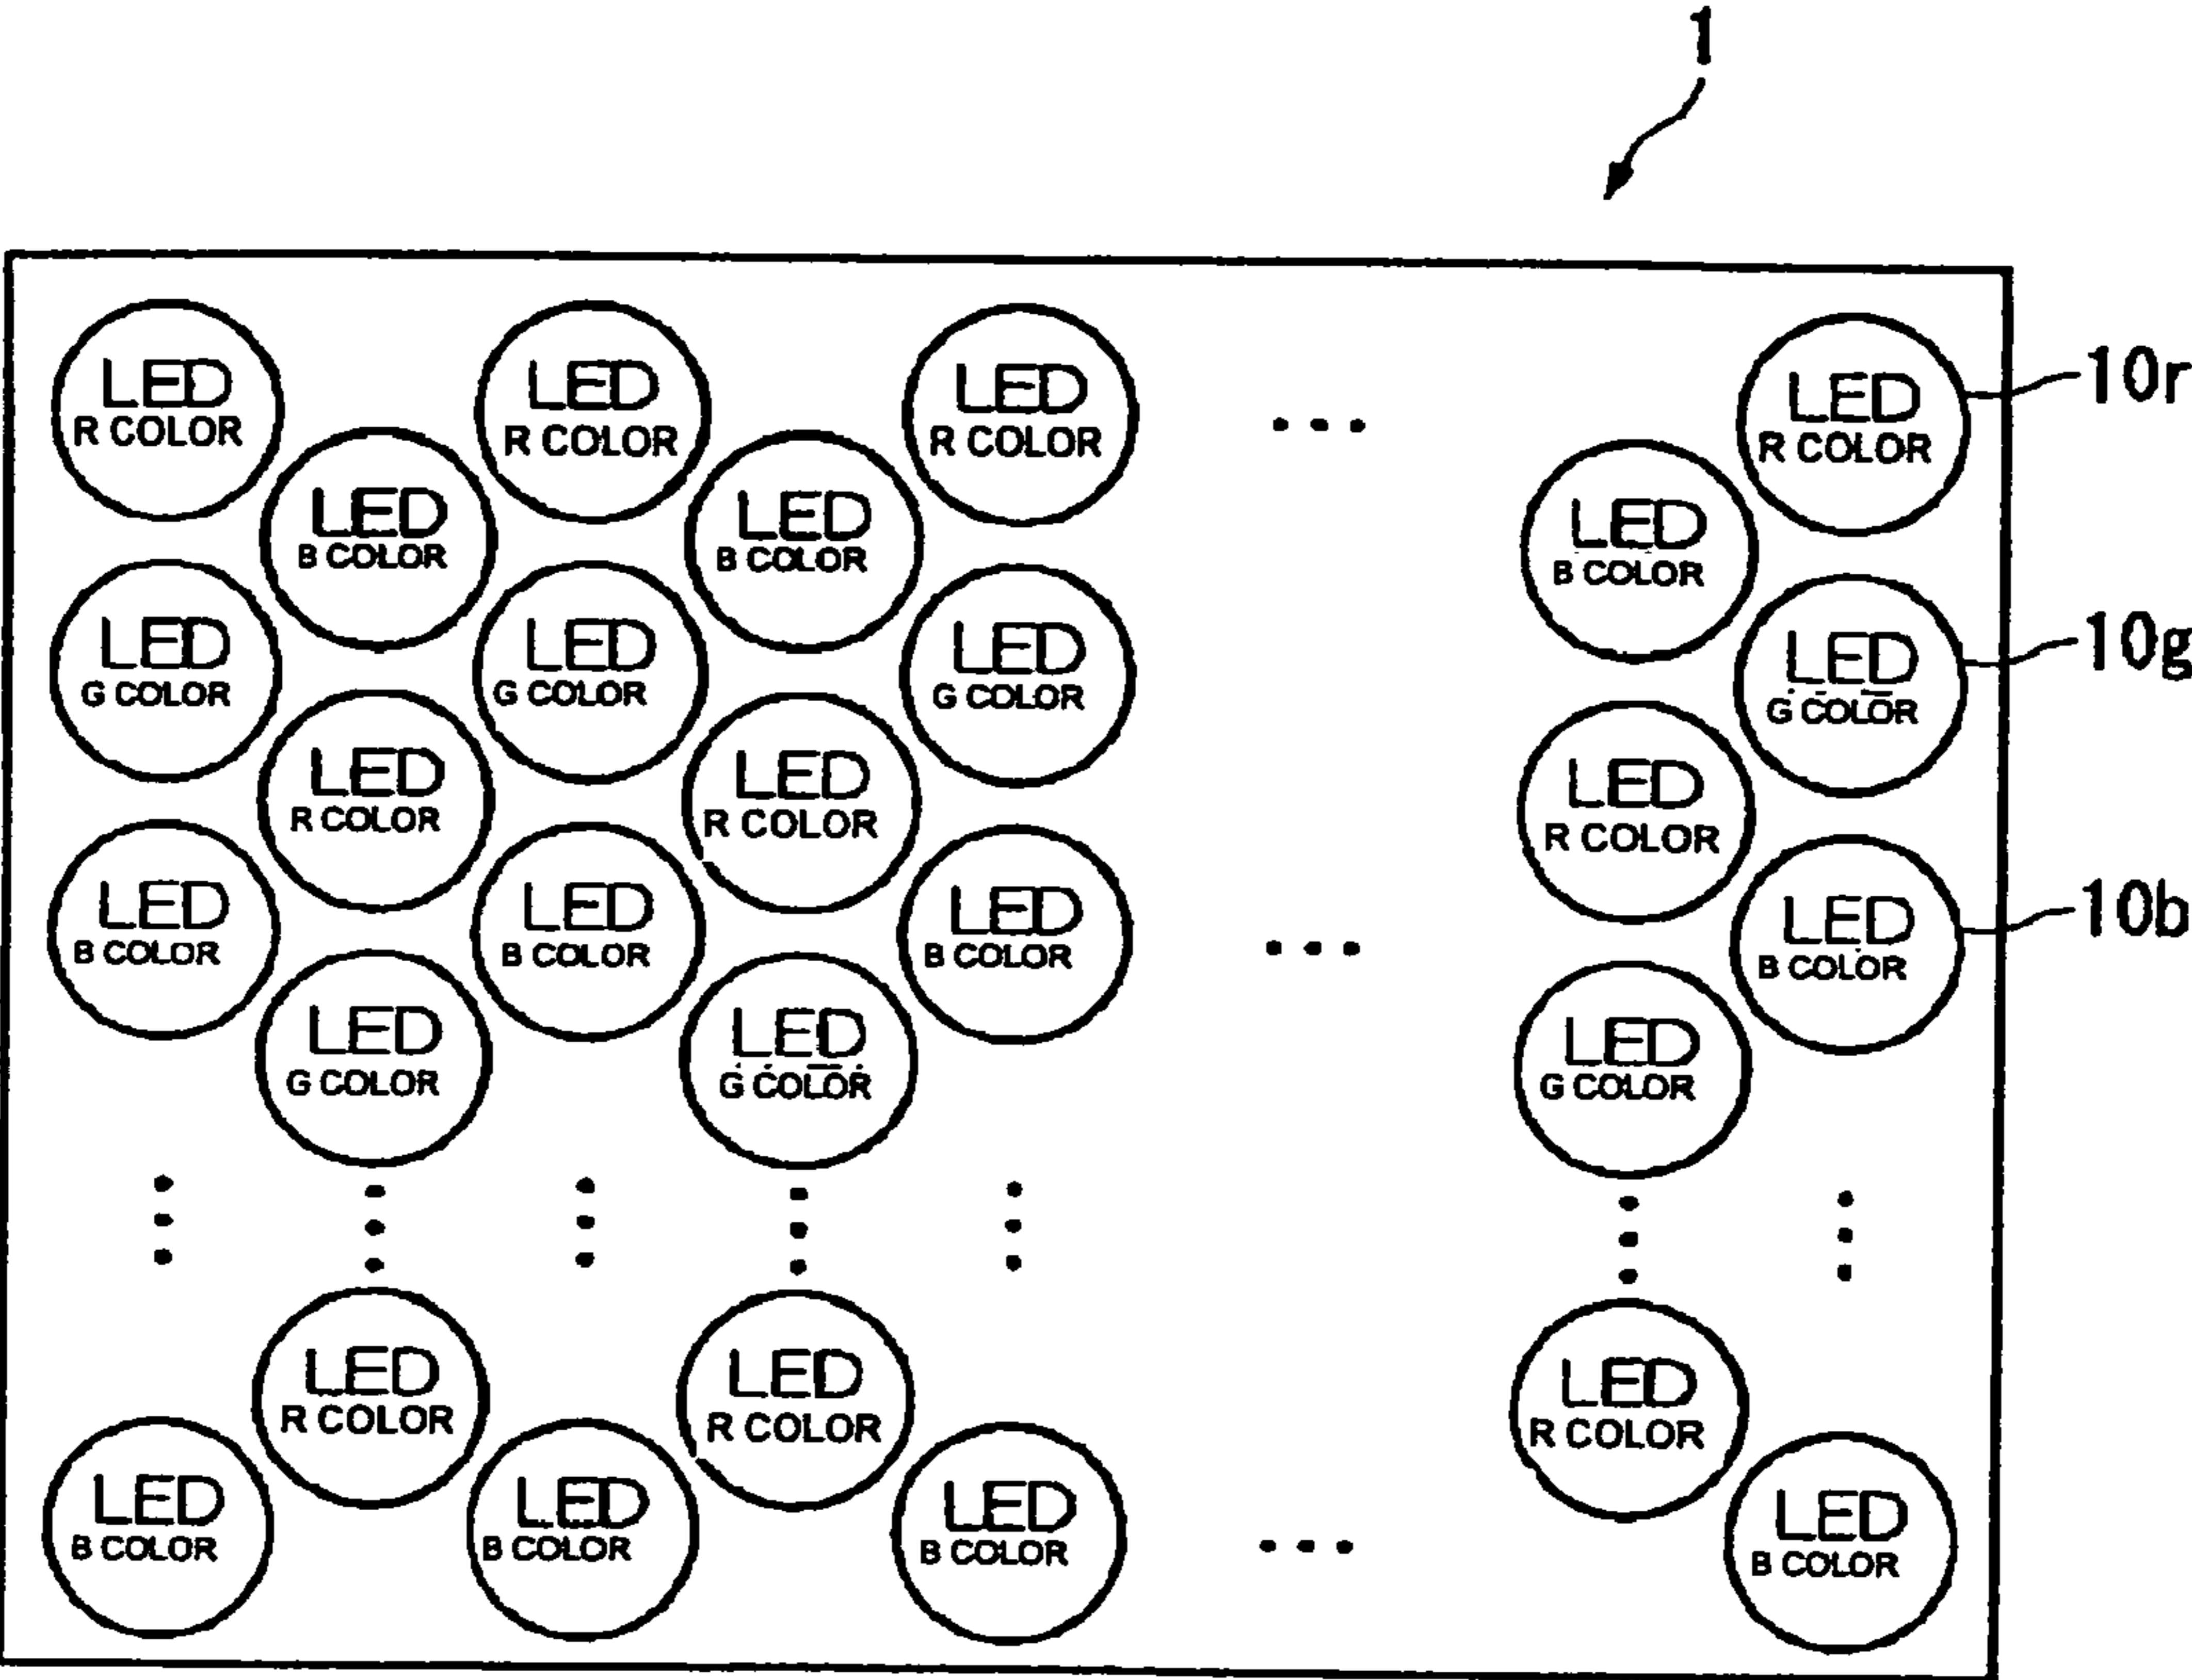 1
LED LED LED ... LED 10r
R COLOR R COLOR R COLOR R COLOR
LED LED LED
B COLOR B COLOR B COLOR
LED LED LED LED 10g
G COLOR G COLOR G COLOR G COLOR
LED LED LED
R COLOR R COLOR R COLOR
LED LED LED ... LED 10b
B COLOR B COLOR B COLOR B COLOR
LED LED LED
G COLOR G COLOR G COLOR
LED LED LED
R COLOR R COLOR R COLOR
LED LED LED ... LED
B COLOR B COLOR B COLOR B COLOR